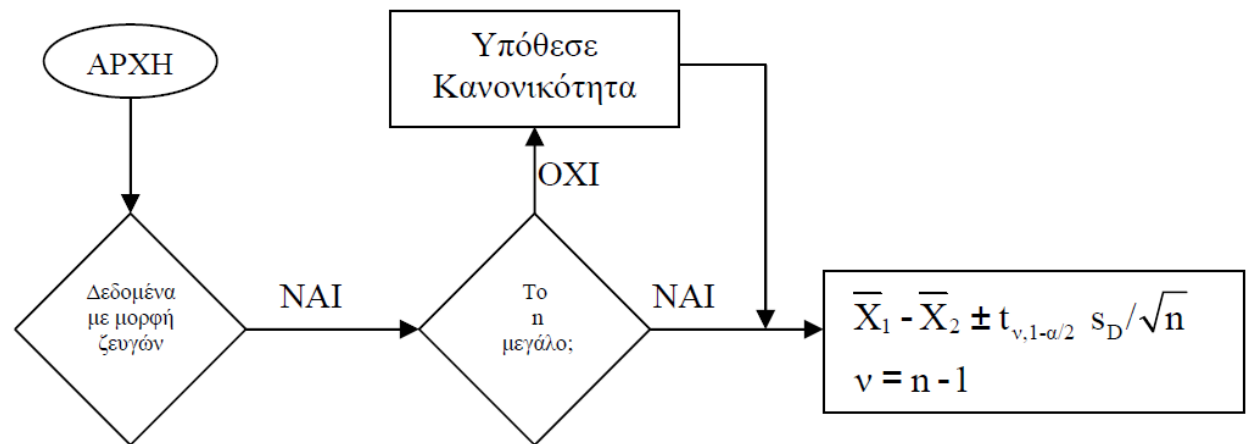 ΑΡΧΗ
Υπόθεσε
Κανονικότητα
ΟΧΙ
Δεδομένα
με μορφή
ζευγών
ΝΑΙ
Το
n
μεγάλο;
ΝΑΙ
X̅₁ - X̅₂ ± t_{ν,1-α/2} s_D/√n
ν = n - 1